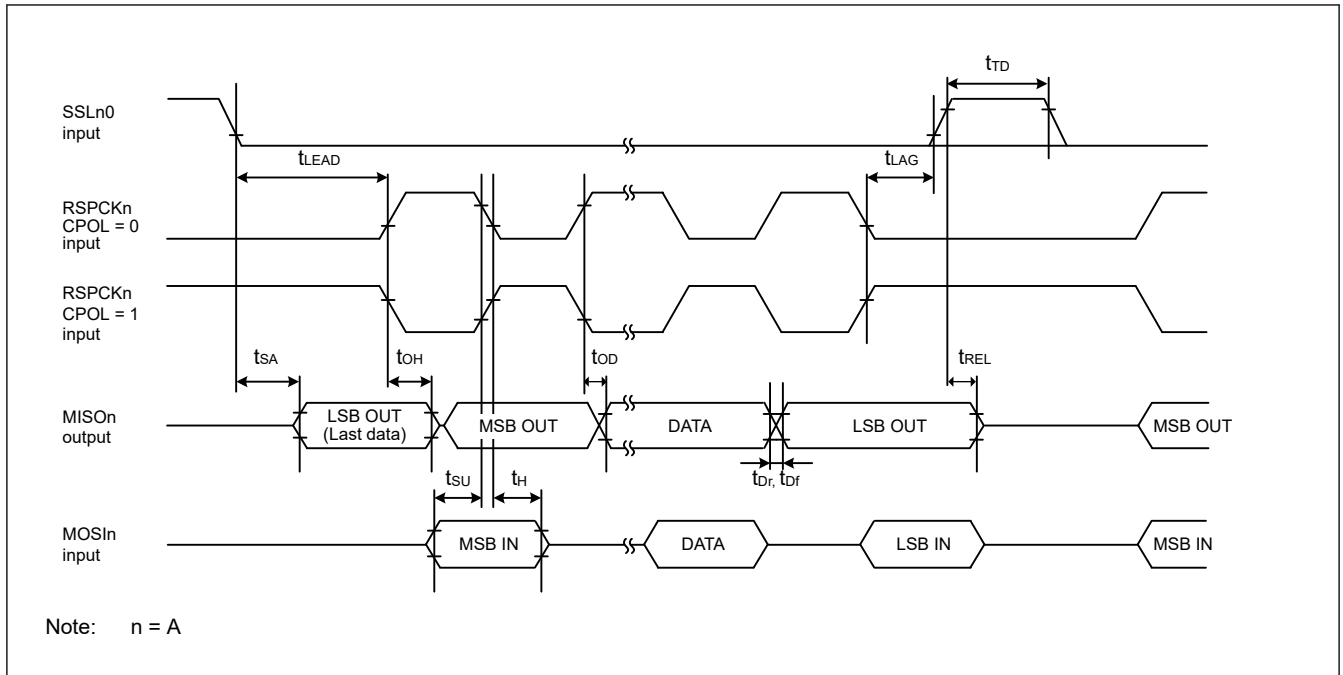 tTD
SSLn0
input
tLEAD
tLAG
RSPCKn
CPOL = 0
input
RSPCKn
CPOL = 1
input
tSA
tOH
tOD
tREL
MISOn
output
LSB OUT
(Last data)
MSB OUT
DATA
LSB OUT
MSB OUT
tSU
tH
tDr, tDf
MOSIn
input
MSB IN
DATA
LSB IN
MSB IN
Note: n = A